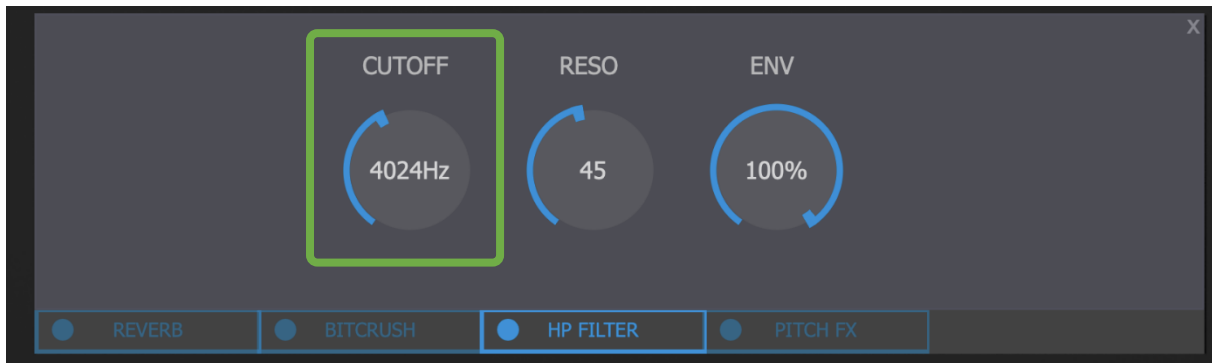 X
CUTOFF RESO ENV
4024Hz 45 100%
REVERB BITCRUSH HP FILTER PITCH FX